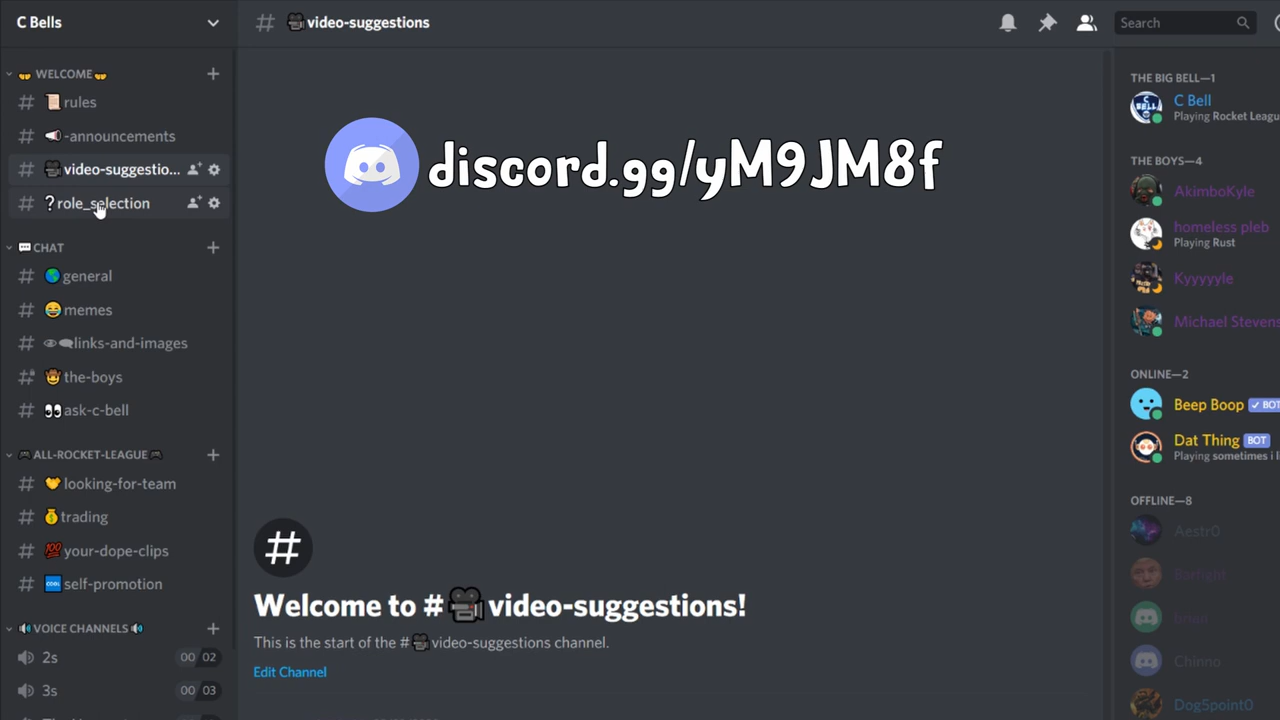 C Bells
WELCOME
rules
-announcements
video-suggestio...
role_selection
CHAT
general
memes
links-and-images
the-boys
ask-c-bell
ALL-ROCKET-LEAGUE
looking-for-team
trading
your-dope-clips
self-promotion
VOICE CHANNELS
2s 00 02
3s 00 03
# video-suggestions
Search
discord.gg/yM9JM8f
Welcome to # video-suggestions!
This is the start of the # video-suggestions channel.
Edit Channel
THE BIG BELL—1
C Bell
Playing Rocket Leagu
THE BOYS—4
AkimboKyle
homeless pleb
Playing Rust
Kyyyyyle
Michael Stevens
ONLINE—2
Beep Boop BOT
Dat Thing BOT
Playing sometimes i l
OFFLINE—8
Aestr0
Chinno
Dog5point0